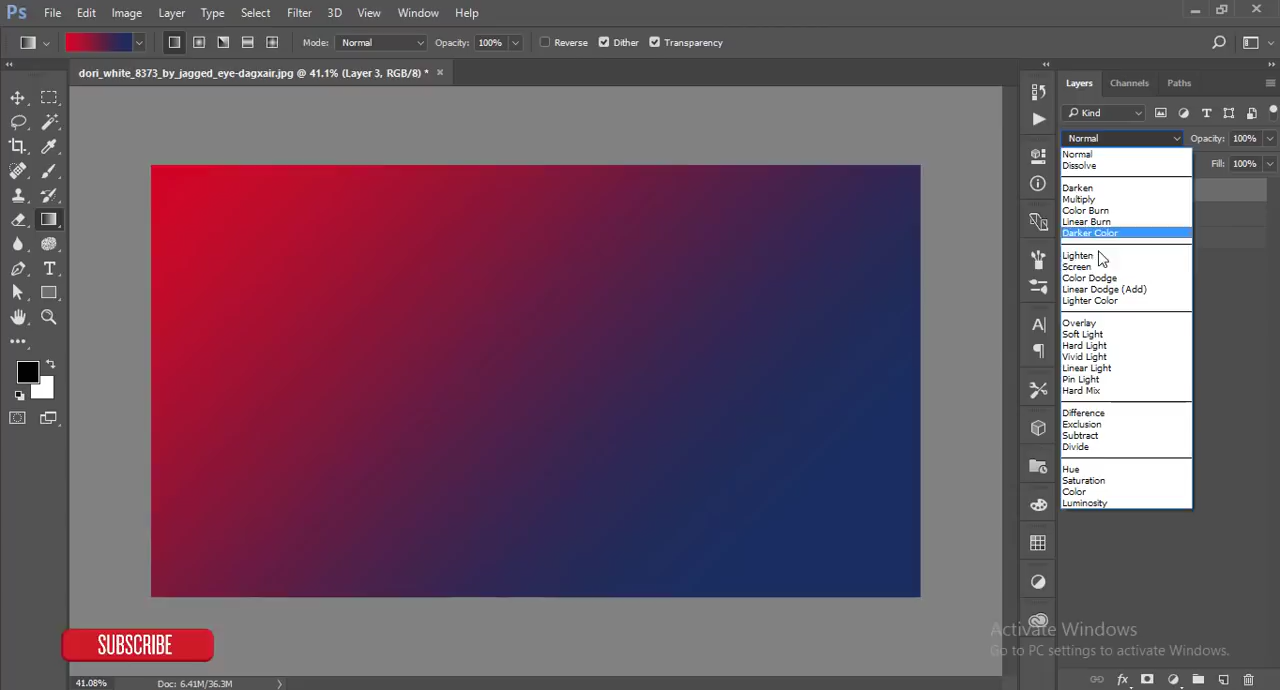 Ps File Edit Image Layer Type Select Filter 3D View Window Help
Mode: Normal Opacity: 100% Reverse Dither Transparency
dori_white_8373_by_jagged_eye-dagxair.jpg @ 41.1% (Layer 3, RGB/8) *
Layers Channels Paths
Kind
Normal Opacity: 100%
Fill: 100%
Normal
Dissolve
Darken
Multiply
Color Burn
Linear Burn
Darker Color
Lighten
Screen
Color Dodge
Linear Dodge (Add)
Lighter Color
Overlay
Soft Light
Hard Light
Vivid Light
Linear Light
Pin Light
Hard Mix
Difference
Exclusion
Subtract
Divide
Hue
Saturation
Color
Luminosity
SUBSCRIBE
Activate Windows
Go to PC settings to activate Windows.
41.08% Doc: 6.41M/36.3M